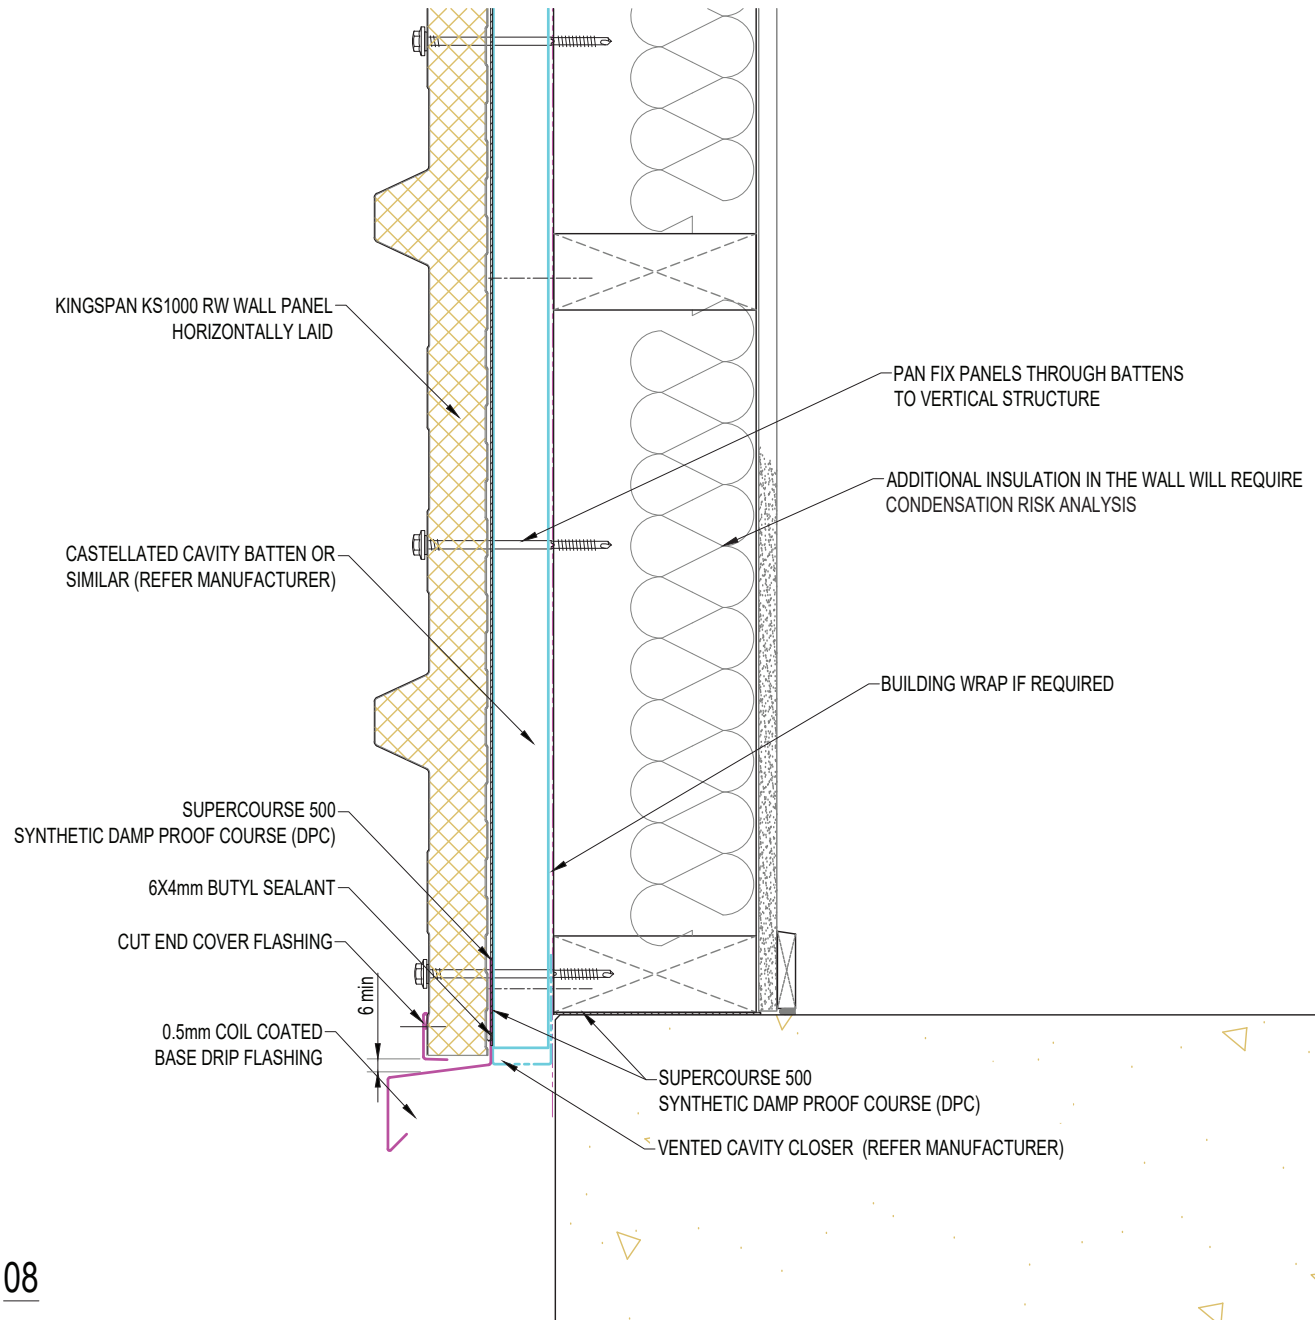 KINGSPAN KS1000 RW WALL PANEL
HORIZONTALLY LAID
PAN FIX PANELS THROUGH BATTENS
TO VERTICAL STRUCTURE
ADDITIONAL INSULATION IN THE WALL WILL REQUIRE
CONDENSATION RISK ANALYSIS
CASTELLATED CAVITY BATTEN OR
SIMILAR (REFER MANUFACTURER)
BUILDING WRAP IF REQUIRED
SUPERCOURSE 500
SYNTHETIC DAMP PROOF COURSE (DPC)
6X4mm BUTYL SEALANT
CUT END COVER FLASHING
6 min
0.5mm COIL COATED
BASE DRIP FLASHING
SUPERCOURSE 500
SYNTHETIC DAMP PROOF COURSE (DPC)
VENTED CAVITY CLOSER (REFER MANUFACTURER)
08